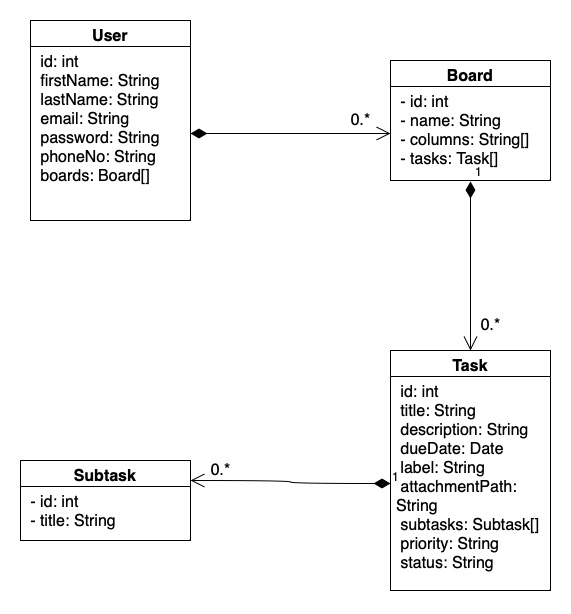 User
id: int
firstName: String
lastName: String
email: String
password: String
phoneNo: String
boards: Board[]
0.*
Board
- id: int
- name: String
- columns: String[]
- tasks: Task[]
1
0.*
Task
id: int
title: String
description: String
dueDate: Date
label: String
attachmentPath:
String
subtasks: Subtask[]
priority: String
status: String
1
0.*
Subtask
- id: int
- title: String